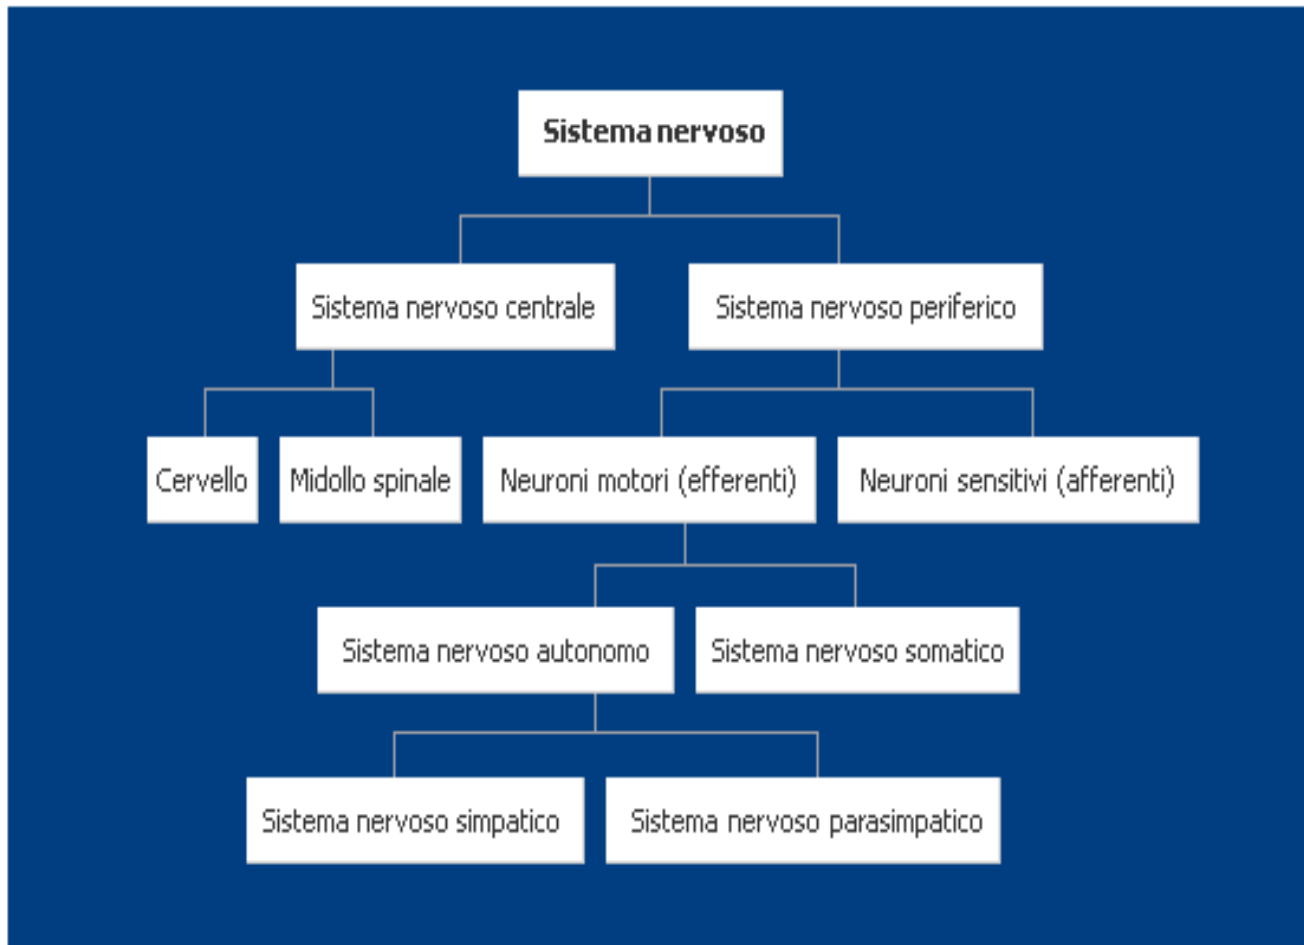 Sistema nervoso
Sistema nervoso centrale
Sistema nervoso periferico
Cervello
Midollo spinale
Neuroni motori (efferenti)
Neuroni sensitivi (afferenti)
Sistema nervoso autonomo
Sistema nervoso somatico
Sistema nervoso simpatico
Sistema nervoso parasimpatico